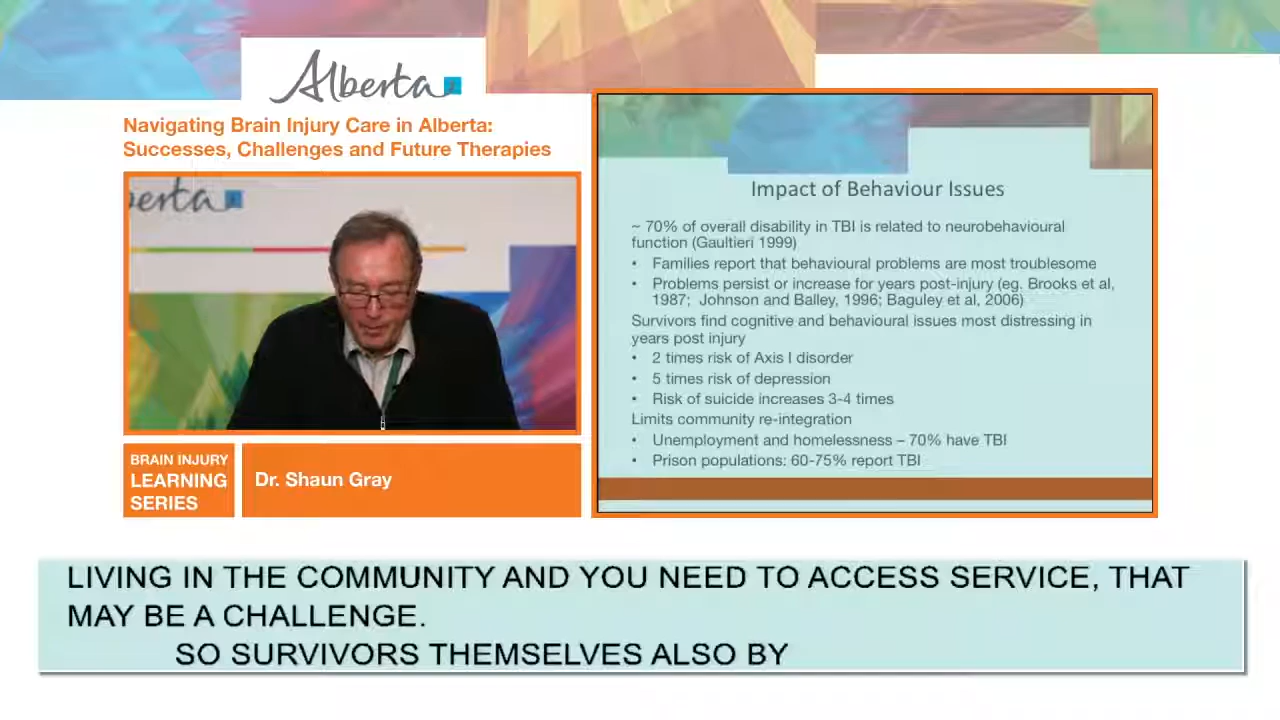 Alberta
Navigating Brain Injury Care in Alberta:
Successes, Challenges and Future Therapies
berta
BRAIN INJURY
LEARNING
SERIES
Dr. Shaun Gray
Impact of Behaviour Issues
~ 70% of overall disability in TBI is related to neurobehavioural
function (Gaultieri 1999)
• Families report that behavioural problems are most troublesome
• Problems persist or increase for years post-injury (eg. Brooks et al,
1987; Johnson and Balley, 1996; Baguley et al, 2006)
Survivors find cognitive and behavioural issues most distressing in
years post injury
• 2 times risk of Axis I disorder
• 5 times risk of depression
• Risk of suicide increases 3-4 times
Limits community re-integration
• Unemployment and homelessness – 70% have TBI
• Prison populations: 60-75% report TBI
LIVING IN THE COMMUNITY AND YOU NEED TO ACCESS SERVICE, THAT
MAY BE A CHALLENGE.
SO SURVIVORS THEMSELVES ALSO BY